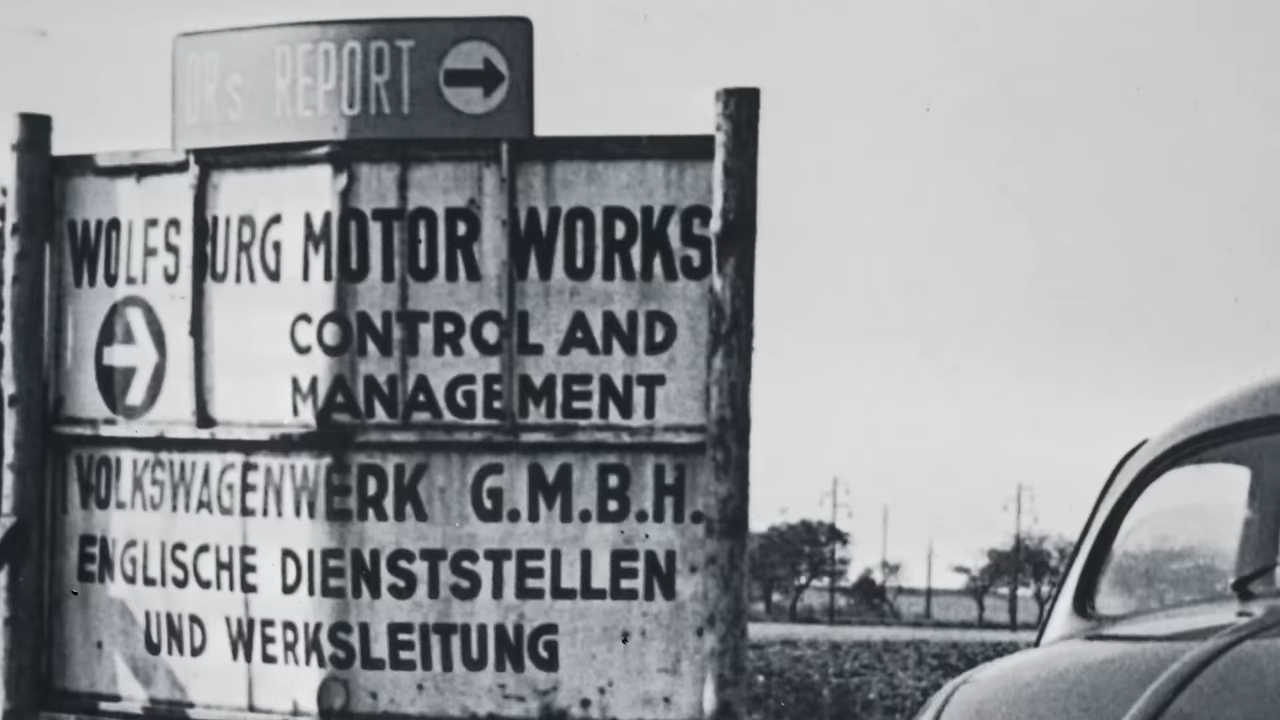 DRs REPORT
WOLFSBURG MOTOR WORKS
CONTROL AND
MANAGEMENT
VOLKSWAGENWERK G.M.B.H.
ENGLISCHE DIENSTSTELLEN
UND WERKSLEITUNG